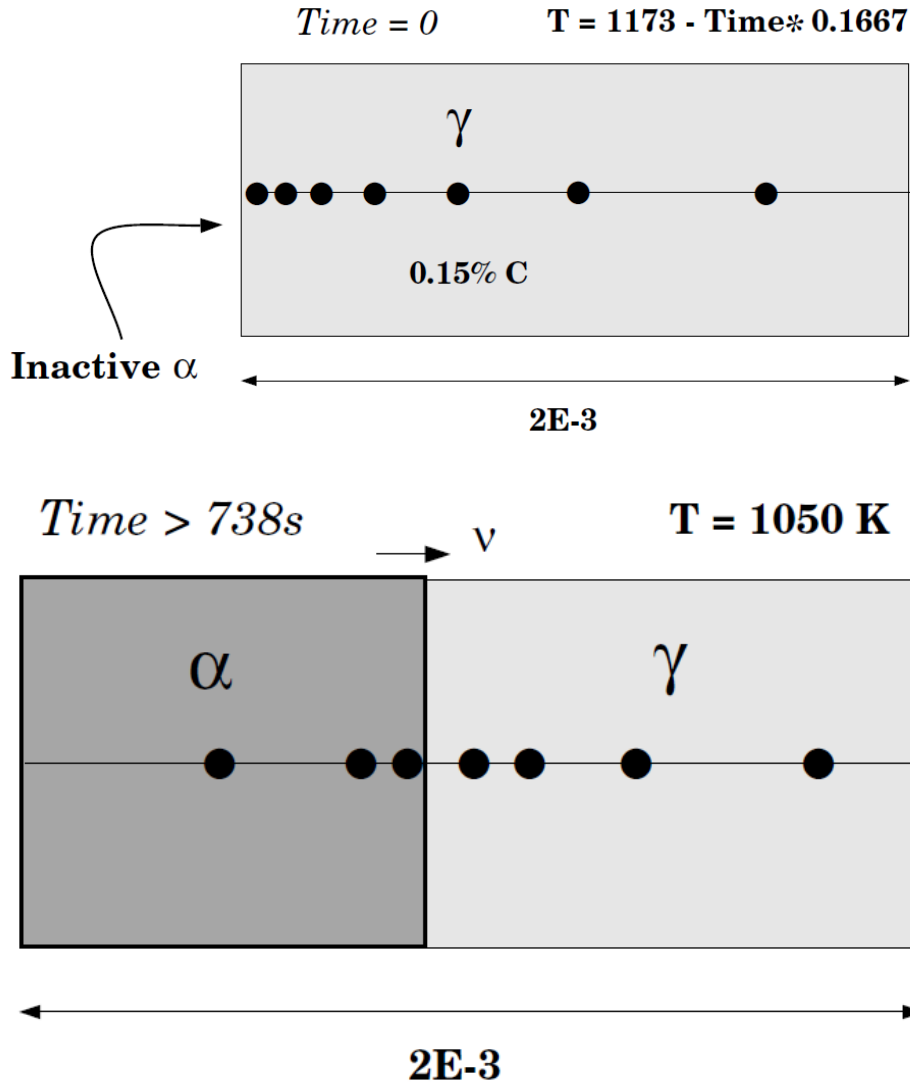 Time = 0 T = 1173 - Time* 0.1667
γ
0.15% C
Inactive α
2E-3
Time > 738s T = 1050 K
ν
α γ
2E-3